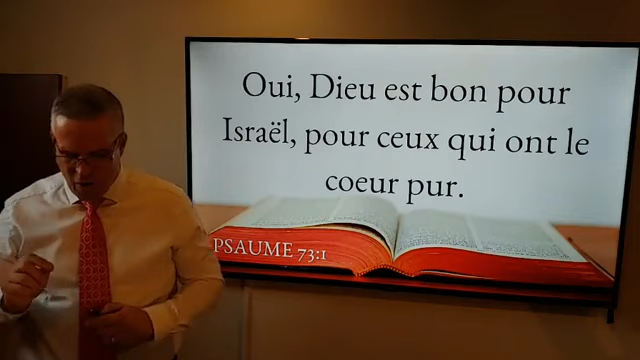 Oui, Dieu est bon pour
Israël, pour ceux qui ont le
coeur pur.
PSAUME 73:1